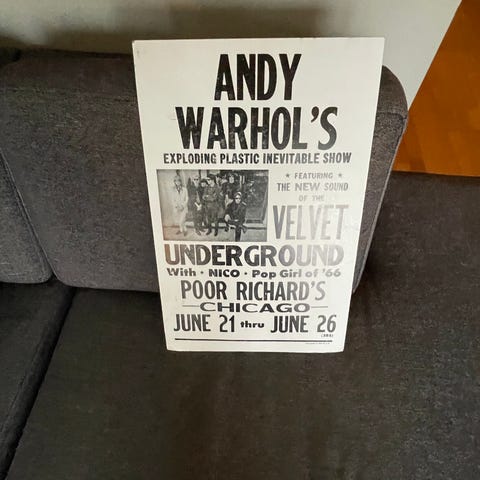 ANDY
WARHOL'S
EXPLODING PLASTIC INEVITABLE SHOW
★ FEATURING ★
THE NEW SOUND
OF THE
VELVET
UNDERGROUND
With • NICO • Pop Girl of '66
POOR RICHARD'S
—CHICAGO—
JUNE 21 thru JUNE 26